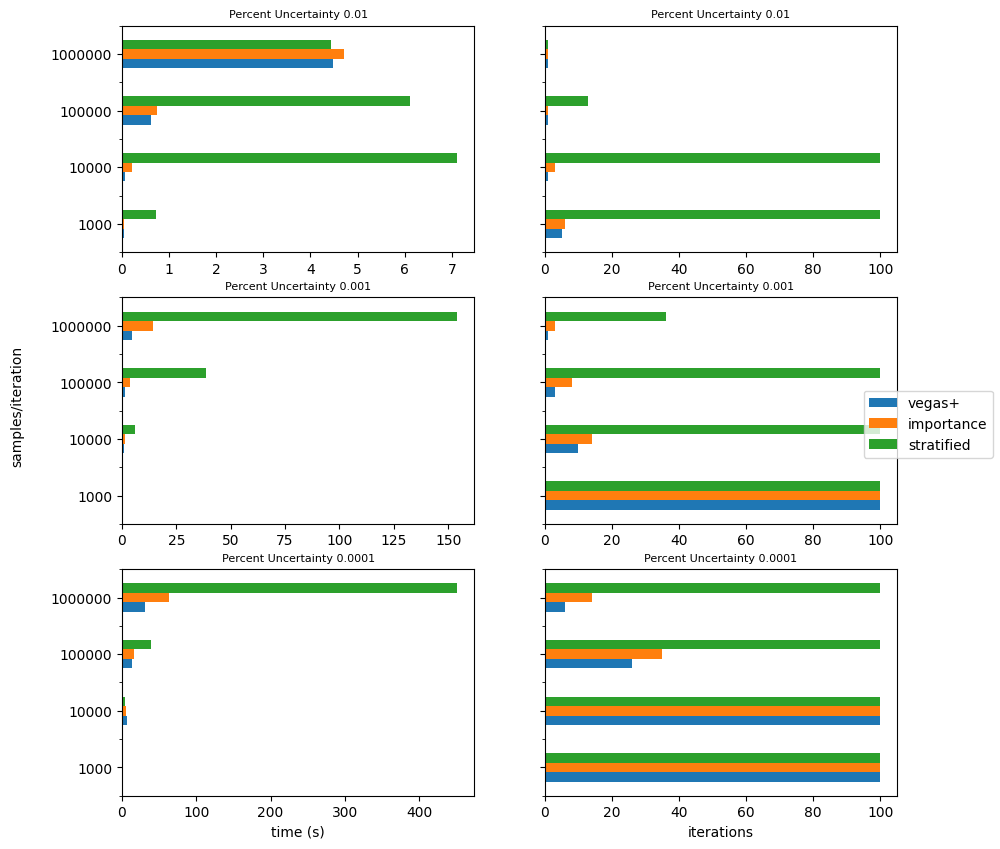 Percent Uncertainty 0.01
Percent Uncertainty 0.01
1000000
100000
10000
1000
0 1 2 3 4 5 6 7
0 20 40 60 80 100
Percent Uncertainty 0.001
Percent Uncertainty 0.001
samples/iteration
1000000
100000
10000
1000
0 25 50 75 100 125 150
0 20 40 60 80 100
vegas+
importance
stratified
Percent Uncertainty 0.0001
Percent Uncertainty 0.0001
1000000
100000
10000
1000
0 100 200 300 400
0 20 40 60 80 100
time (s)
iterations